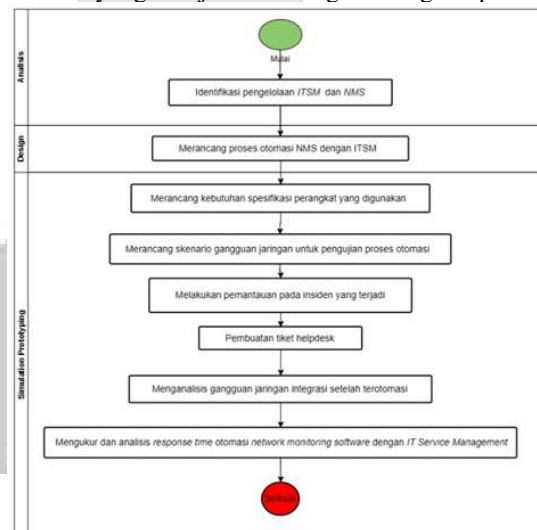 Mulai
Analisis
Identifikasi pengelolaan ITSM dan NMS
Design
Merancang proses otomasi NMS dengan ITSM
Simulation Prototyping
Merancang kebutuhan spesifikasi perangkat yang digunakan
Merancang skenario gangguan jaringan untuk pengujian proses otomasi
Melakukan pemantauan pada insiden yang terjadi
Pembuatan tiket helpdesk
Menganalisis gangguan jaringan integrasi setelah terotomasi
Mengukur dan analisis response time otomasi network monitoring software dengan IT Service Management
Selesai